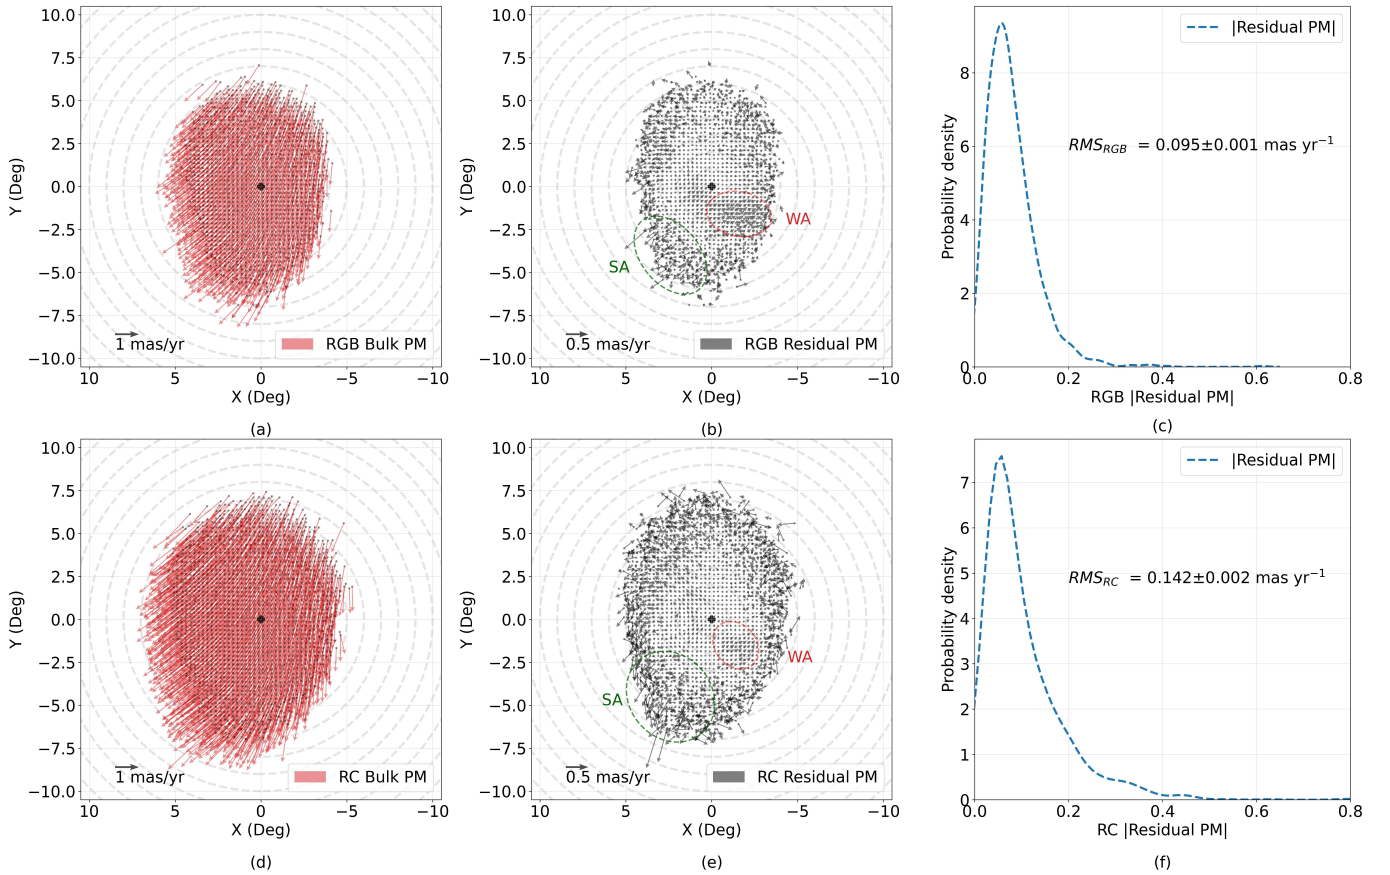 10.0
7.5
5.0
2.5
0.0
−2.5
−5.0
−7.5
−10.0
Y (Deg)
1 mas/yr
RGB Bulk PM
10
5
0
−5
−10
X (Deg)
(a)
10.0
7.5
5.0
2.5
0.0
−2.5
−5.0
−7.5
−10.0
Y (Deg)
WA
SA
0.5 mas/yr
RGB Residual PM
10
5
0
−5
−10
X (Deg)
(b)
|Residual PM|
8
6
4
2
0
Probability density
RMS_RGB = 0.095±0.001 mas yr⁻¹
0.0
0.2
0.4
0.6
0.8
RGB |Residual PM|
(c)
10.0
7.5
5.0
2.5
0.0
−2.5
−5.0
−7.5
−10.0
Y (Deg)
1 mas/yr
RC Bulk PM
10
5
0
−5
−10
X (Deg)
(d)
10.0
7.5
5.0
2.5
0.0
−2.5
−5.0
−7.5
−10.0
Y (Deg)
WA
SA
0.5 mas/yr
RC Residual PM
10
5
0
−5
−10
X (Deg)
(e)
|Residual PM|
7
6
5
4
3
2
1
0
Probability density
RMS_RC = 0.142±0.002 mas yr⁻¹
0.0
0.2
0.4
0.6
0.8
RC |Residual PM|
(f)